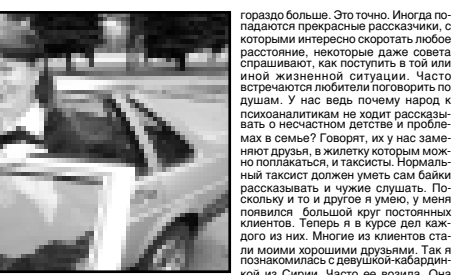 гораздо больше. Это точно. Иногда по-
падаются прекрасные рассказчики, с
которыми интересно скоротать любое
расстояние, некоторые даже совета
спрашивают, как поступить в той или
иной жизненной ситуации. Часто
встречаются любители поговорить по
душам. У нас ведь почему народ к
психоаналитикам не ходит рассказы-
вать о несчастном детстве и пробле-
мах в семье? Говорят, их у нас заме-
няют друзья, в жилетку которым мож-
но поплакаться, и таксисты. Нормаль-
ный таксист должен уметь сам байки
рассказывать и чужие слушать. По-
скольку и то и другое я умею, у меня
появился большой круг постоянных
клиентов. Теперь я в курсе дел каж-
дого из них. Многие из клиентов ста-
ли моими хорошими друзьями. Так я
познакомилась с девушкой-кабардин-
кой из Сирии. Часто ее возила. Она